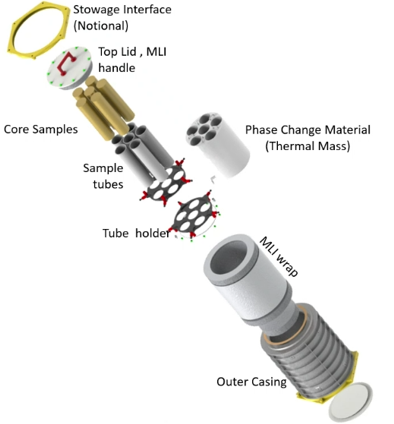 Stowage Interface
(Notional)
Top Lid , MLI
handle
Core Samples
Phase Change Material
(Thermal Mass)
Sample
tubes
Tube holder
MLI wrap
Outer Casing